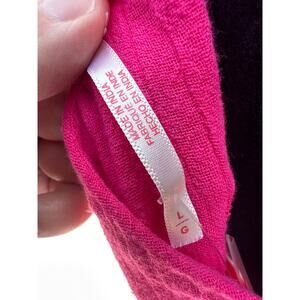 MADE IN INDIA
FABRIQUÉ EN INDE
HECHO EN INDIA
L/G